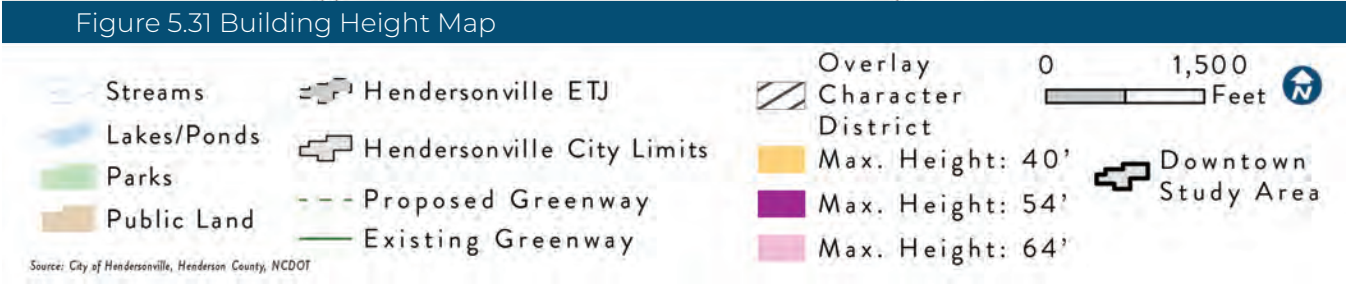 Figure 5.31 Building Height Map
Streams
Lakes/Ponds
Parks
Public Land
Hendersonville ETJ
Hendersonville City Limits
Proposed Greenway
Existing Greenway
Overlay
Character
District
Max. Height: 40'
Max. Height: 54'
Max. Height: 64'
0 1,500
Feet
N
Downtown
Study Area
Source: City of Hendersonville, Henderson County, NCDOT